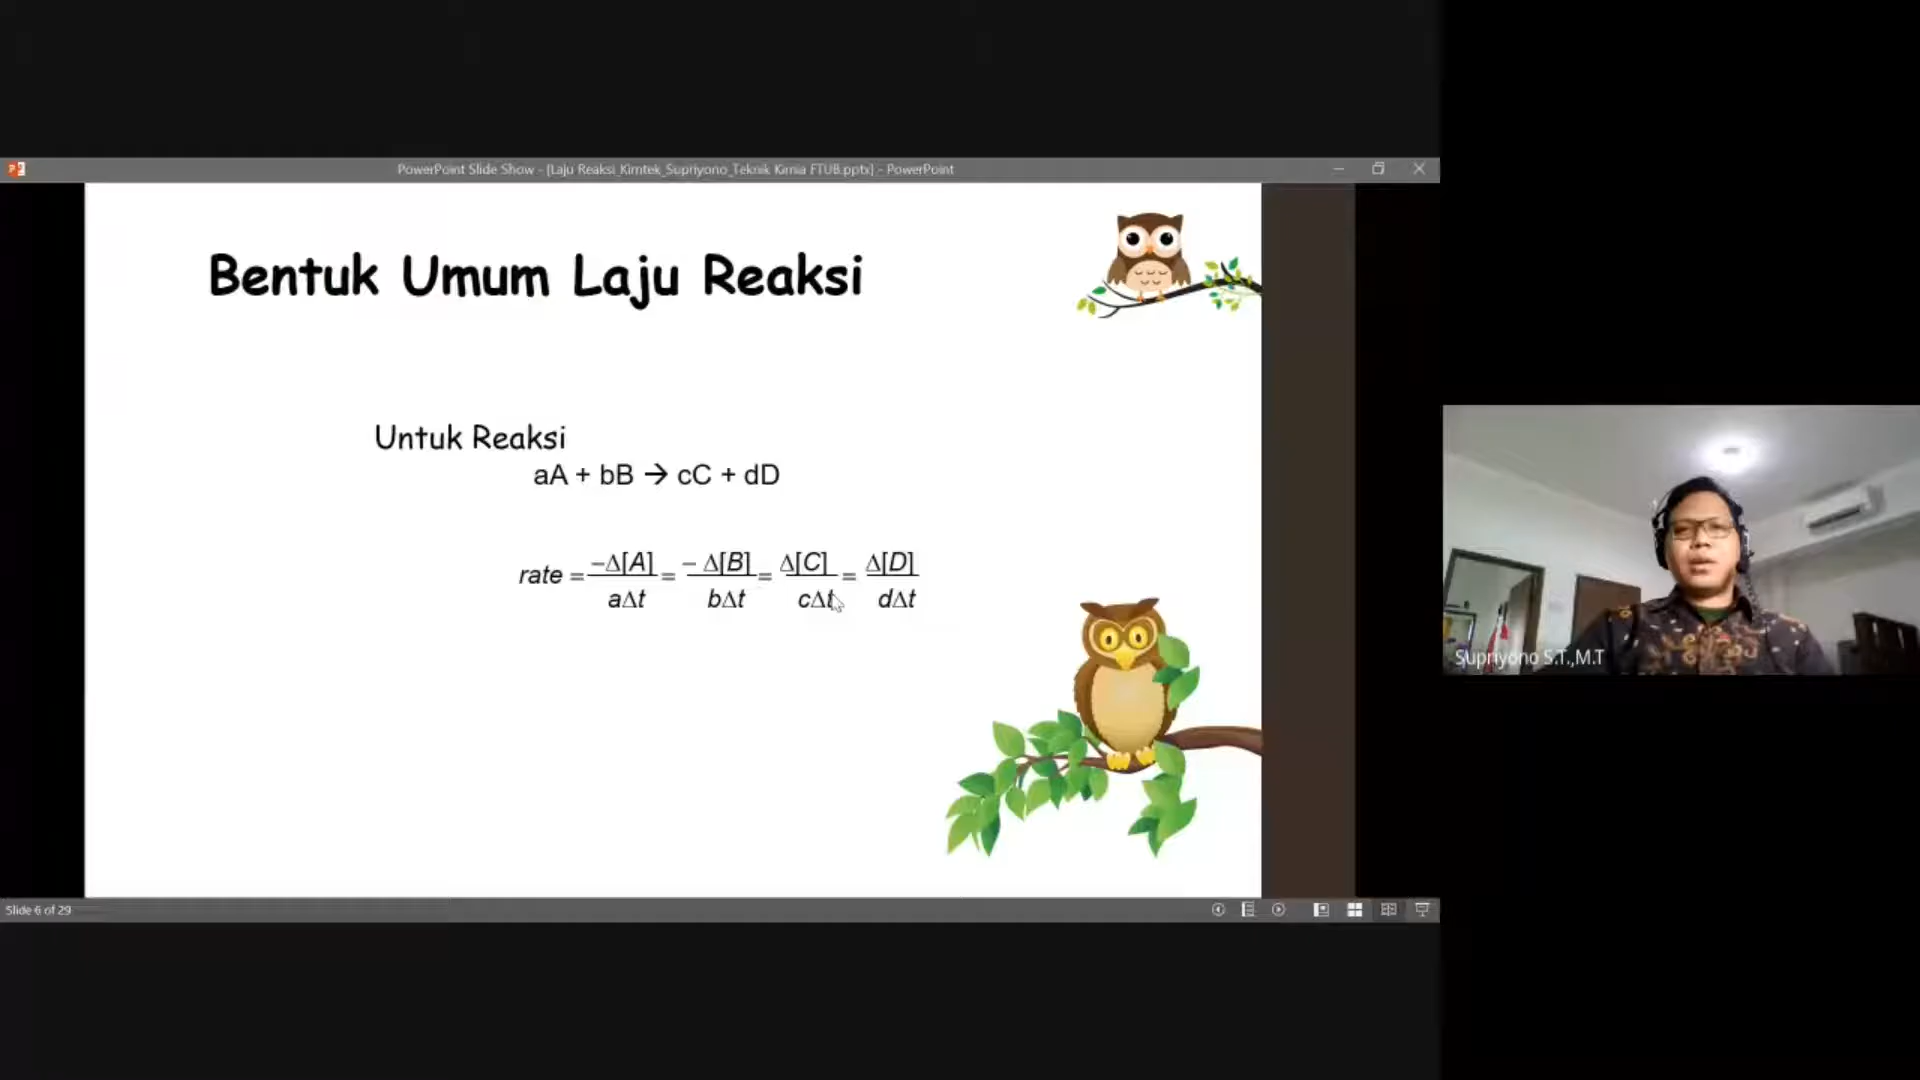 PowerPoint Slide Show - [Laju Reaksi_Kimtek_Supriyono_Teknik Kimia FTUB.pptx] - PowerPoint
Bentuk Umum Laju Reaksi
Untuk Reaksi
aA + bB → cC + dD
rate = −Δ[A]/aΔt = − Δ[B]/bΔt = Δ[C]/cΔt = Δ[D]/dΔt
Supriyono S.T.,M.T
Slide 6 of 29